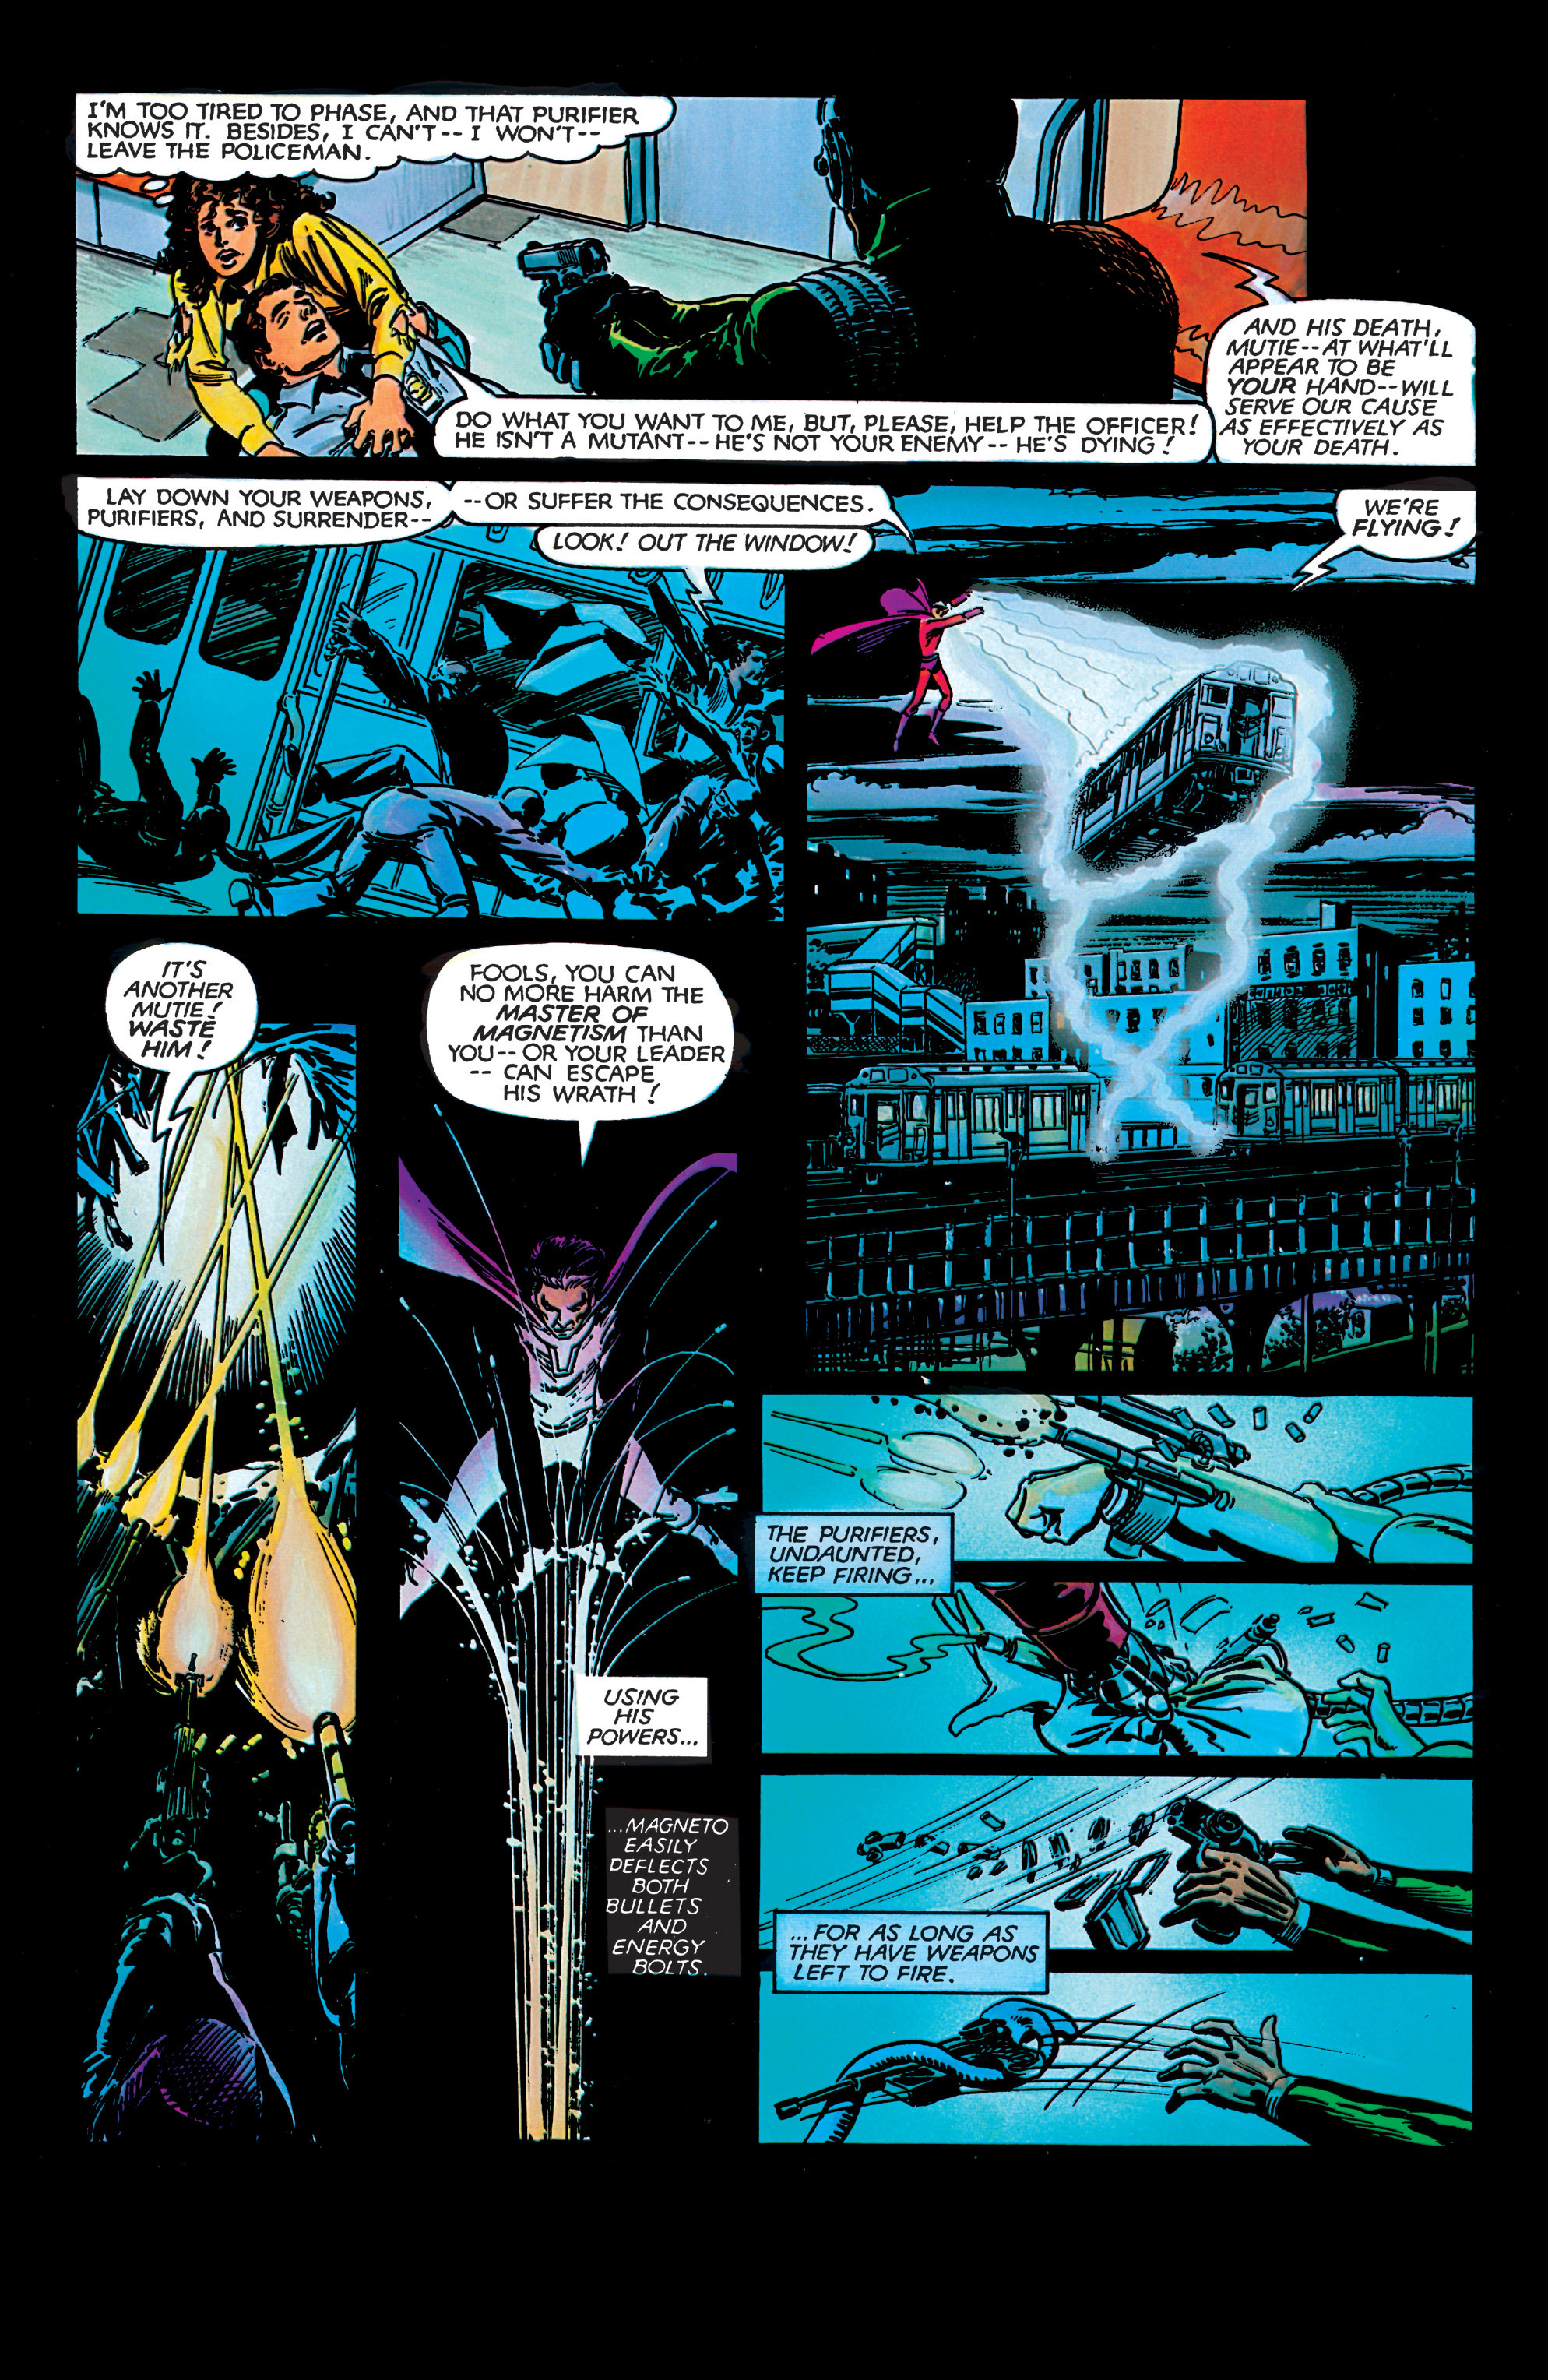 I'M TOO TIRED TO PHASE, AND THAT PURIFIER
KNOWS IT. BESIDES, I CAN'T-- I WON'T--
LEAVE THE POLICEMAN.
DO WHAT YOU WANT TO ME, BUT, PLEASE, HELP THE OFFICER!
HE ISN'T A MUTANT-- HE'S NOT YOUR ENEMY-- HE'S DYING!
AND HIS DEATH,
MUTIE--AT WHAT'LL
APPEAR TO BE
YOUR HAND--WILL
SERVE OUR CAUSE
AS EFFECTIVELY AS
YOUR DEATH.
LAY DOWN YOUR WEAPONS,
PURIFIERS, AND SURRENDER--
--OR SUFFER THE CONSEQUENCES.
LOOK! OUT THE WINDOW!
WE'RE
FLYING!
IT'S
ANOTHER
MUTIE!
WASTE
HIM!
FOOLS, YOU CAN
NO MORE HARM THE
MASTER OF
MAGNETISM THAN
YOU-- OR YOUR LEADER
-- CAN ESCAPE
HIS WRATH!
USING
HIS
POWERS...
...MAGNETO
EASILY
DEFLECTS
BOTH
BULLETS
AND
ENERGY
BOLTS.
THE PURIFIERS,
UNDAUNTED,
KEEP FIRING...
...FOR AS LONG AS
THEY HAVE WEAPONS
LEFT TO FIRE.